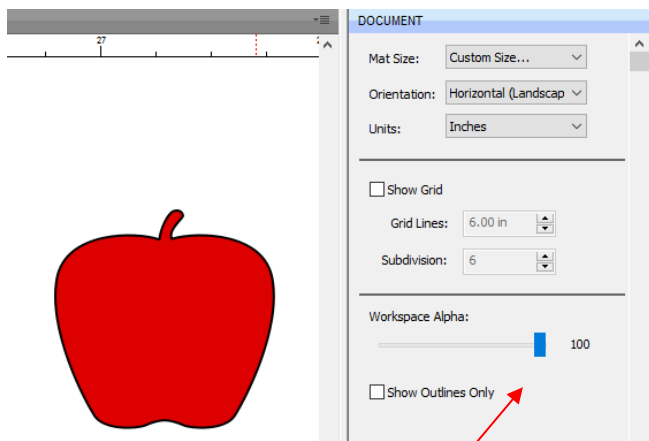 DOCUMENT
27
Mat Size: Custom Size...
Orientation: Horizontal (Landscap
Units: Inches
Show Grid
Grid Lines: 6.00 in
Subdivision: 6
Workspace Alpha:
100
Show Outlines Only